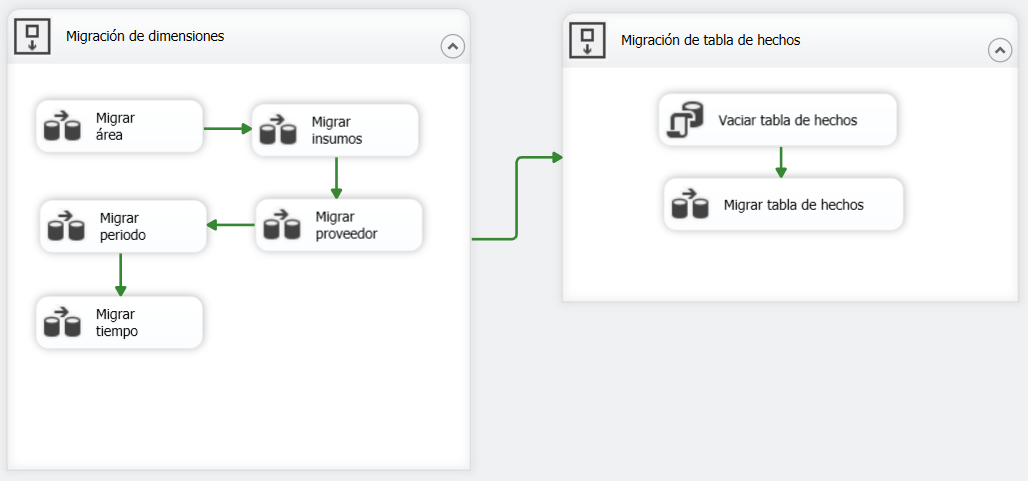 Migración de dimensiones
Migrar
área
Migrar
insumos
Migrar
proveedor
Migrar
periodo
Migrar
tiempo
Migración de tabla de hechos
Vaciar tabla de hechos
Migrar tabla de hechos